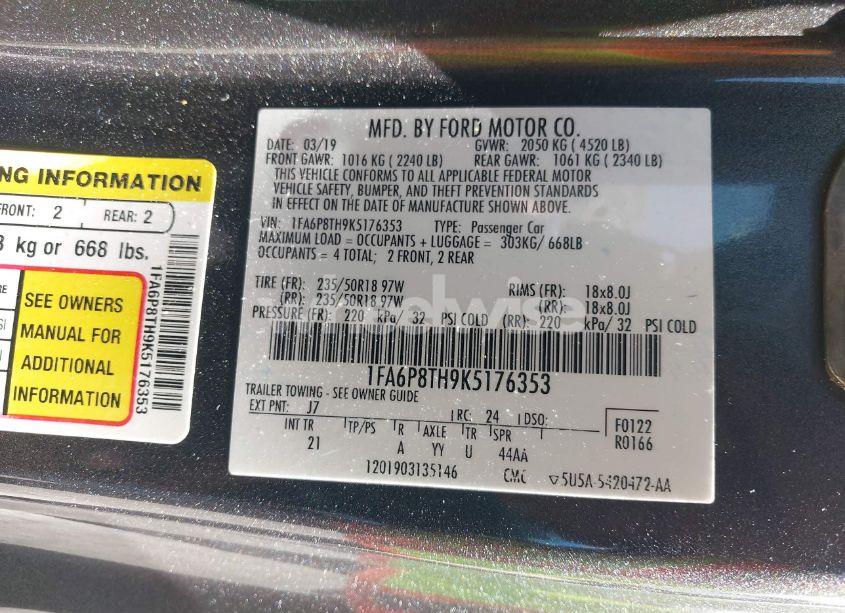 NG INFORMATION
FRONT: 2 REAR: 2
kg or 668 lbs.
SEE OWNERS
MANUAL FOR
ADDITIONAL
INFORMATION
1FA6P8TH9K5176353
MFD. BY FORD MOTOR CO.
DATE: 03/19 GVWR: 2050 KG ( 4520 LB)
FRONT GAWR: 1016 KG ( 2240 LB) REAR GAWR: 1061 KG ( 2340 LB)
THIS VEHICLE CONFORMS TO ALL APPLICABLE FEDERAL MOTOR
VEHICLE SAFETY, BUMPER, AND THEFT PREVENTION STANDARDS
IN EFFECT ON THE DATE OF MANUFACTURE SHOWN ABOVE.
VIN: 1FA6P8TH9K5176353 TYPE: Passenger Car
MAXIMUM LOAD = OCCUPANTS + LUGGAGE = 303KG/ 668LB
OCCUPANTS = 4 TOTAL; 2 FRONT, 2 REAR
TIRE (FR): 235/50R18 97W RIMS (FR): 18x8.0J
(RR): 235/50R18 97W (RR): 18x8.0J
PRESSURE (FR): 220 kPa/ 32 PSI COLD (RR): 220 kPa/ 32 PSI COLD
1FA6P8TH9K5176353
TRAILER TOWING - SEE OWNER GUIDE
EXT PNT: J7 RC: 24 DSO: F0122
INT TR TP/PS R AXLE TR SPR R0166
21 A YY U 44AA
1201903135146 CMC 5U5A-5420472-AA